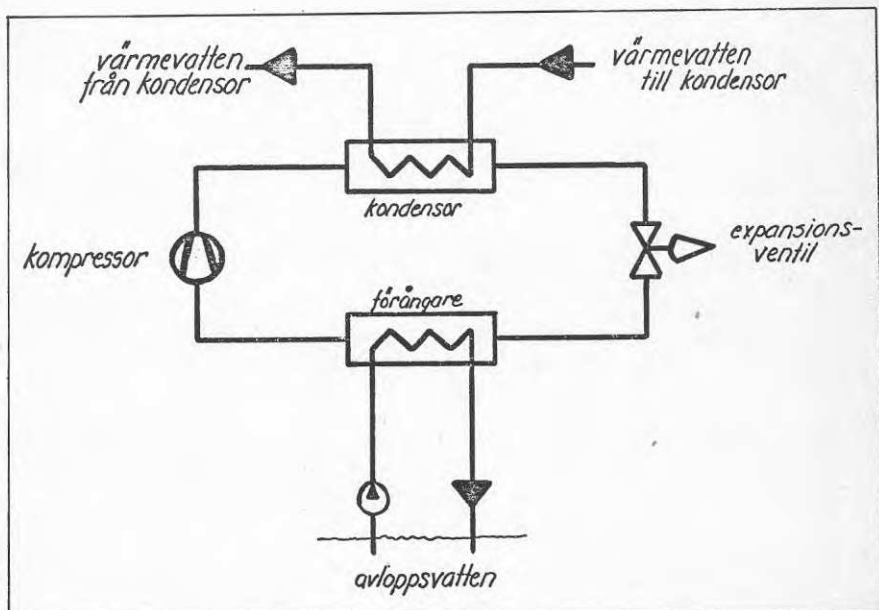 värmevatten
från kondensor
värmevatten
till kondensor
kondensor
kompressor
expansions-
ventil
förångare
avloppsvatten